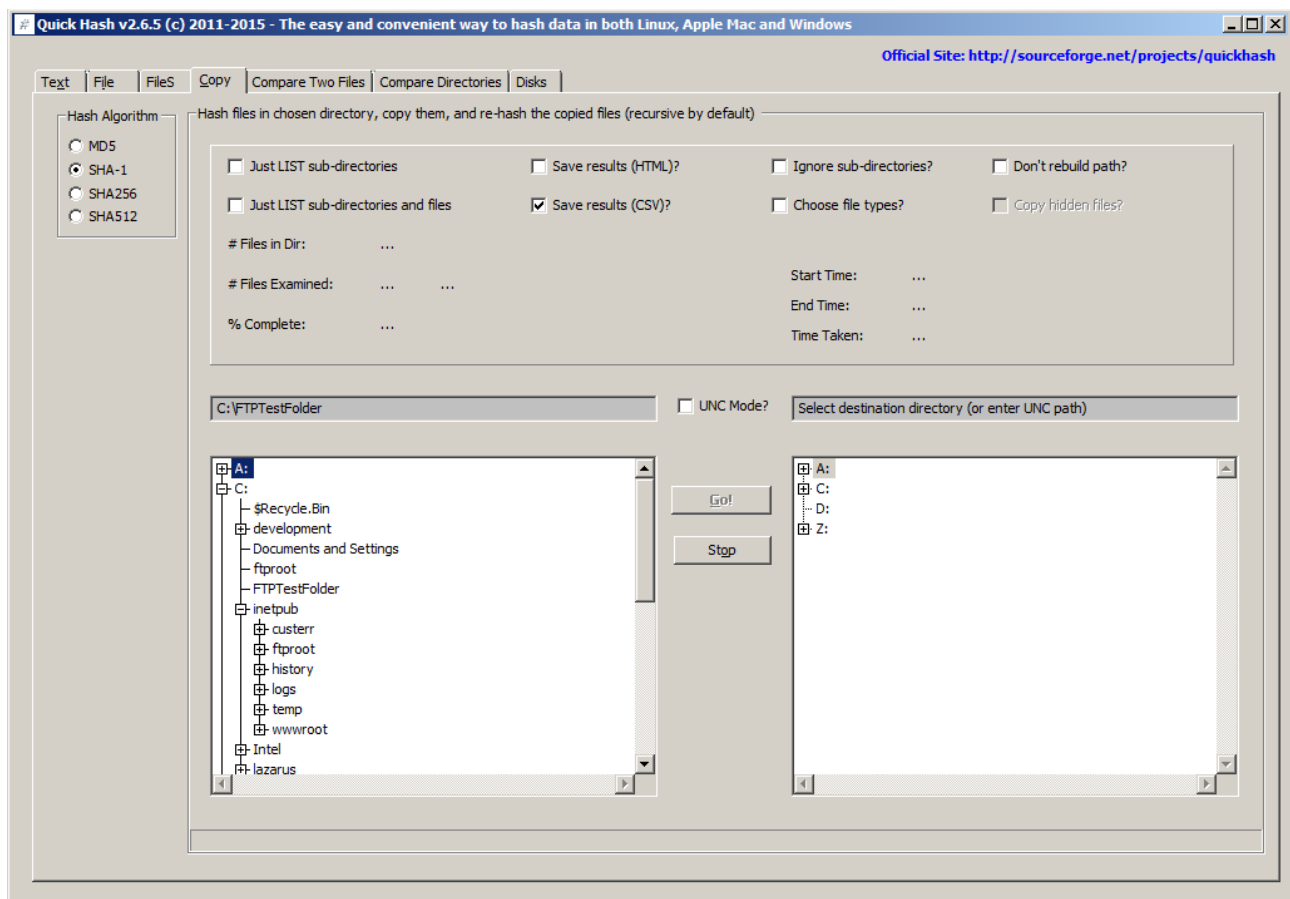 Quick Hash v2.6.5 (c) 2011-2015 - The easy and convenient way to hash data in both Linux, Apple Mac and Windows
Official Site: http://sourceforge.net/projects/quickhash
Text File FileS Copy Compare Two Files Compare Directories Disks
Hash Algorithm
MD5
SHA-1
SHA256
SHA512
Hash files in chosen directory, copy them, and re-hash the copied files (recursive by default)
Just LIST sub-directories Save results (HTML)? Ignore sub-directories? Don't rebuild path?
Just LIST sub-directories and files Save results (CSV)? Choose file types? Copy hidden files?
# Files in Dir: ...
# Files Examined: ... ...
% Complete: ...
Start Time: ...
End Time: ...
Time Taken: ...
C:\FTPTestFolder
UNC Mode?
Select destination directory (or enter UNC path)
A:
C:
$Recycle.Bin
development
Documents and Settings
ftproot
FTPTestFolder
inetpub
custerr
ftproot
history
logs
temp
wwwroot
Intel
lazarus
Go!
Stop
A:
C:
D:
Z: